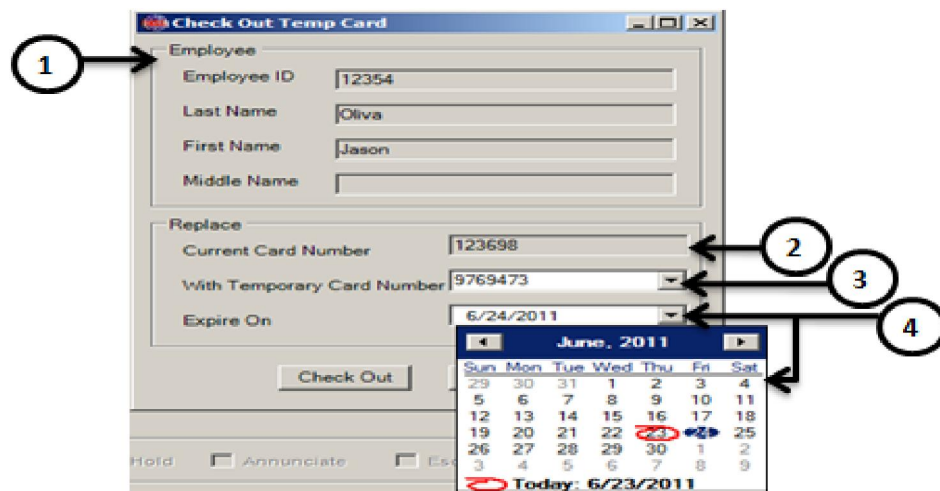 Check Out Temp Card
1
Employee
Employee ID 12354
Last Name Oliva
First Name Jason
Middle Name
Replace
Current Card Number 123698
2
With Temporary Card Number 9769473
3
Expire On 6/24/2011
4
June, 2011
Sun Mon Tue Wed Thu Fri Sat
29 30 31 1 2 3 4
5 6 7 8 9 10 11
12 13 14 15 16 17 18
19 20 21 22 23 24 25
26 27 28 29 30 1 2
3 4 5 6 7 8 9
Today: 6/23/2011
Check Out
Hold Annunciate